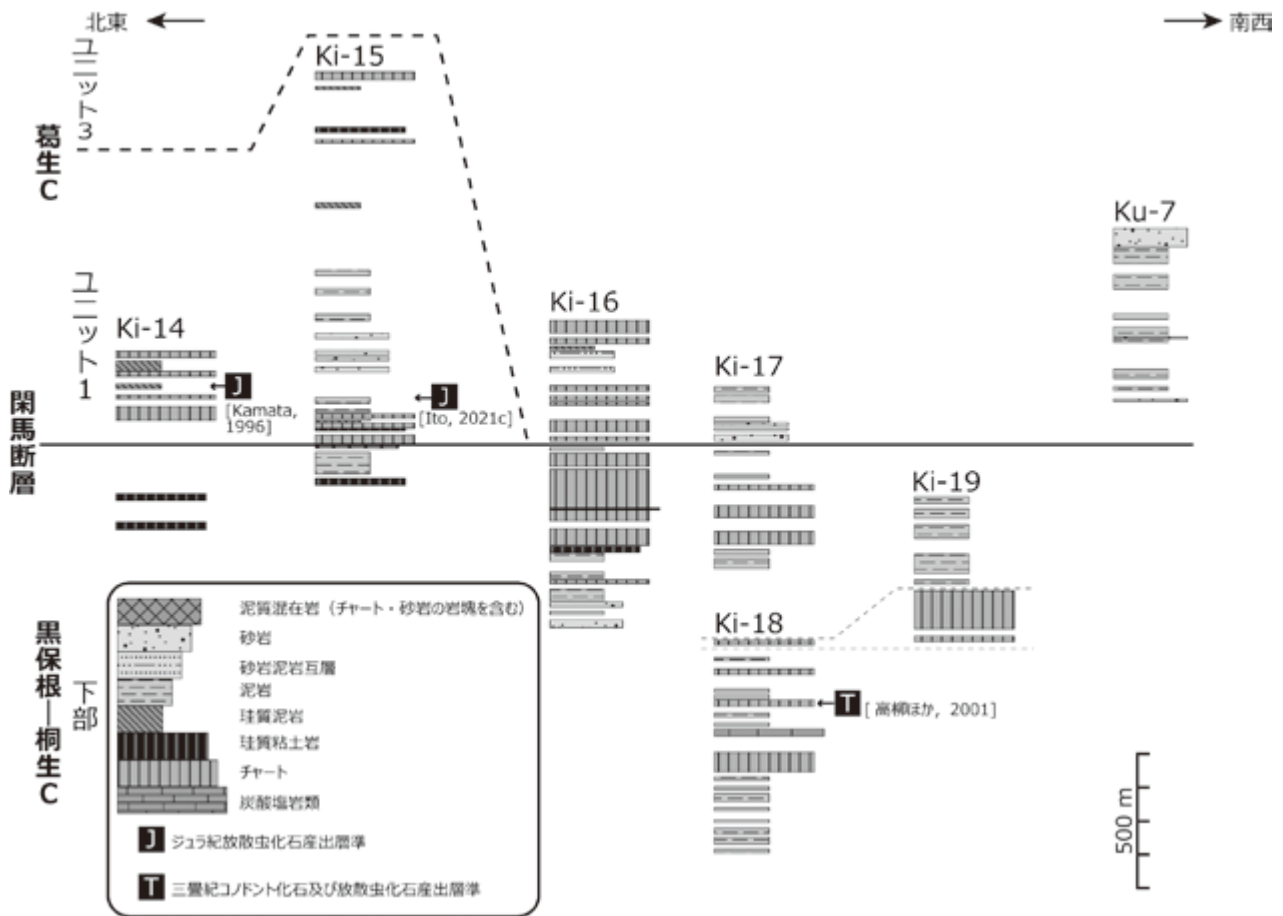 北東
南西
ユニット3
葛生C
ユニット1
閑馬断層
黒保根―桐生C
下部
Ki-15
Ku-7
Ki-16
Ki-14
J
[Kamata,
1996]
J
[Ito, 2021c]
Ki-17
Ki-19
Ki-18
T
[高柳ほか, 2001]
泥質混在岩（チャート・砂岩の岩塊を含む）
砂岩
砂岩泥岩互層
泥岩
珪質泥岩
珪質粘土岩
チャート
炭酸塩岩類
J ジュラ紀放散虫化石産出層準
T 三畳紀コノドント化石及び放散虫化石産出層準
500 m